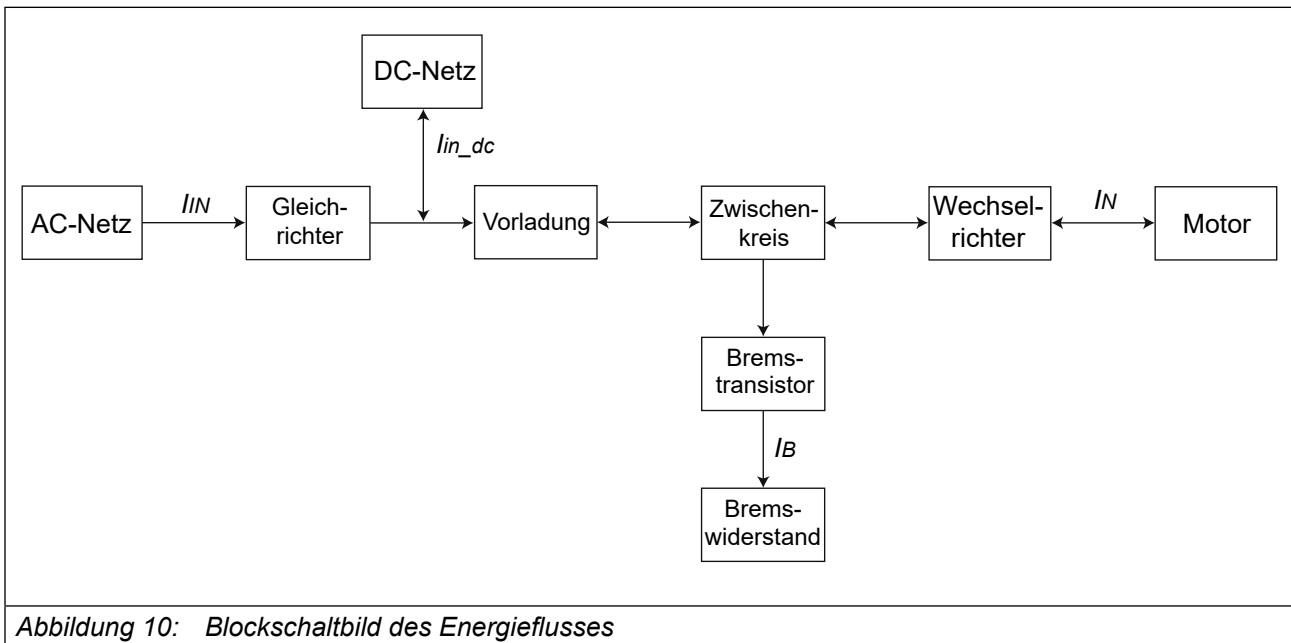 DC-Netz
Iin_dc
AC-Netz
IIN
Gleich-
richter
Vorladung
Zwischen-
kreis
Wechsel-
richter
IN
Motor
Brems-
transistor
IB
Brems-
widerstand
Abbildung 10: Blockschaltbild des Energieflusses